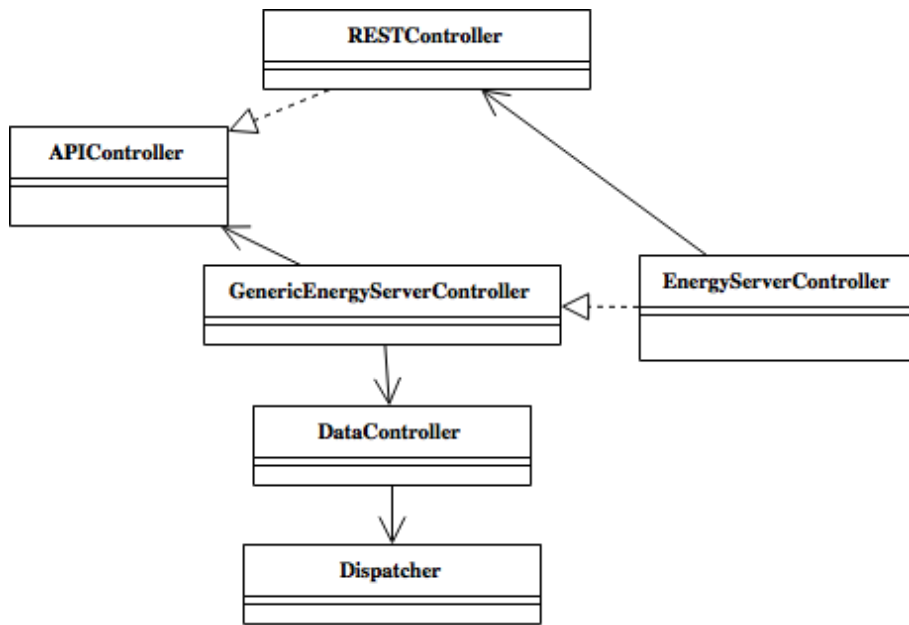 RESTController
APIController
GenericEnergyServerController
EnergyServerController
DataController
Dispatcher